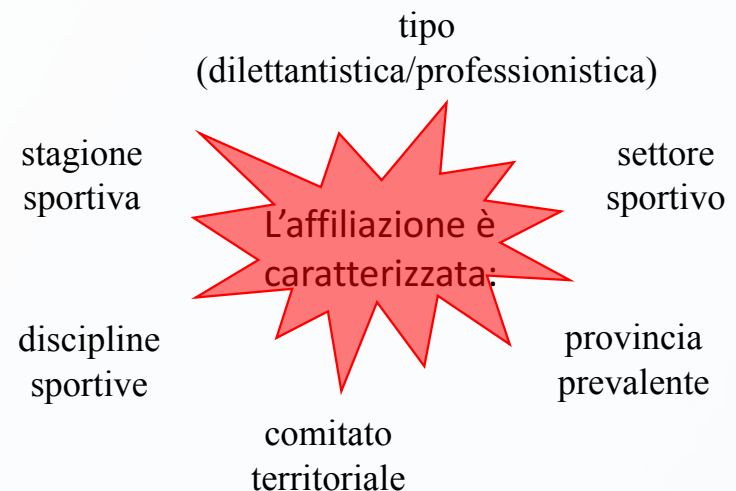 tipo
(dilettantistica/professionistica)
stagione
sportiva
settore
sportivo
L'affiliazione è
caratterizzata:
discipline
sportive
provincia
prevalente
comitato
territoriale